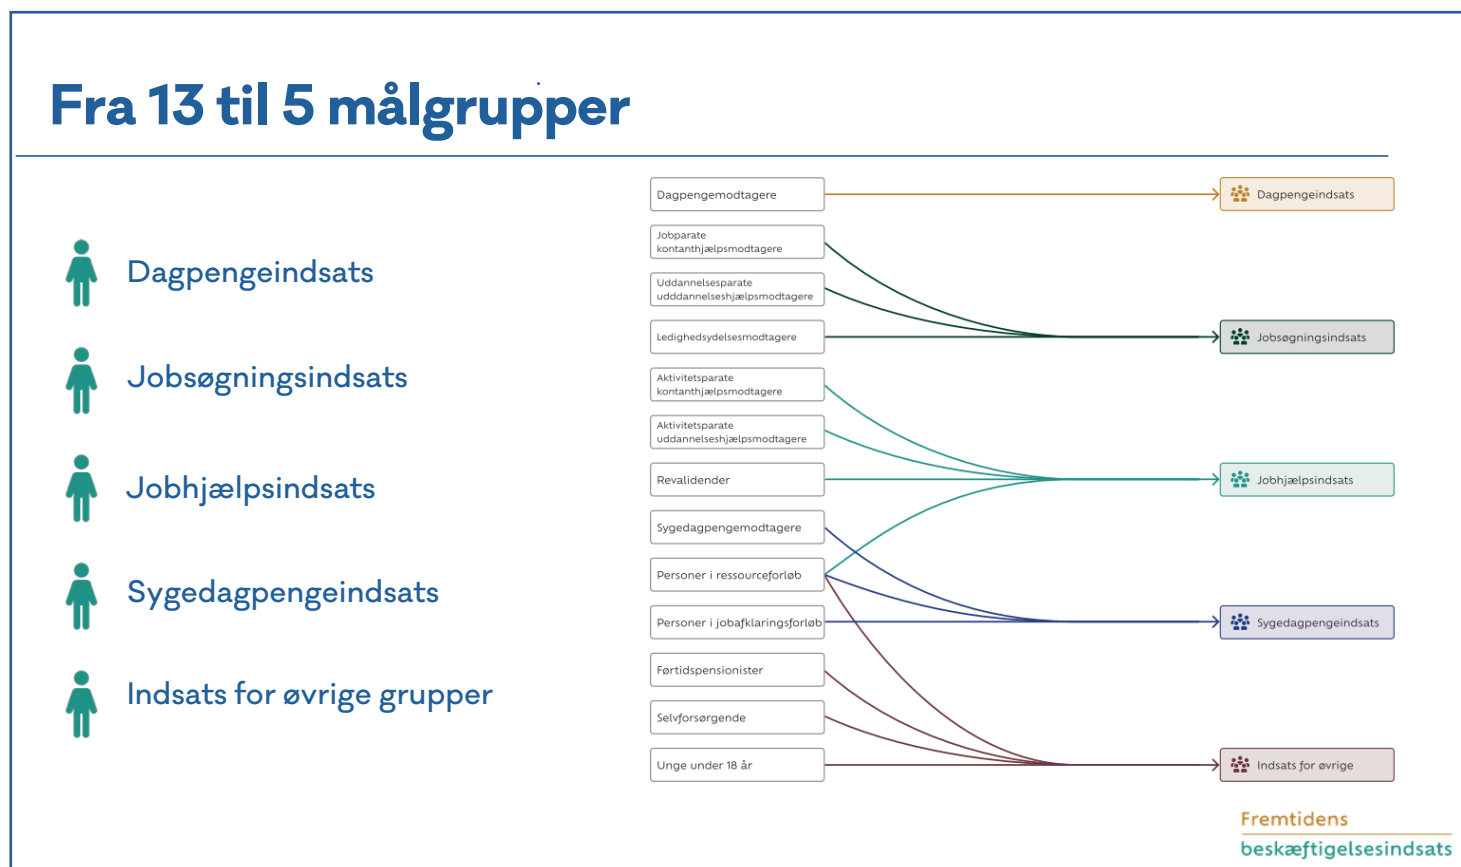 Fra 13 til 5 målgrupper
Dagpengeindsats
Jobsøgningsindsats
Jobhjælpsindsats
Sygedagpengeindsats
Indsats for øvrige grupper
Dagpengemodtagere
Jobparate
kontanthjælpsmodtagere
Uddannelsesparate
udddannelseshjælpsmodtagere
Ledighedsydelsesmodtagere
Aktivitetsparate
kontanthjælpsmodtagere
Aktivitetsparate
uddannelseshjælpsmodtagere
Revalidender
Sygedagpengemodtagere
Personer i ressourceforløb
Personer i jobafklaringsforløb
Førtidspensionister
Selvforsørgende
Unge under 18 år
Dagpengeindsats
Jobsøgningsindsats
Jobhjælpsindsats
Sygedagpengeindsats
Indsats for øvrige
Fremtidens
beskæftigelsesindsats